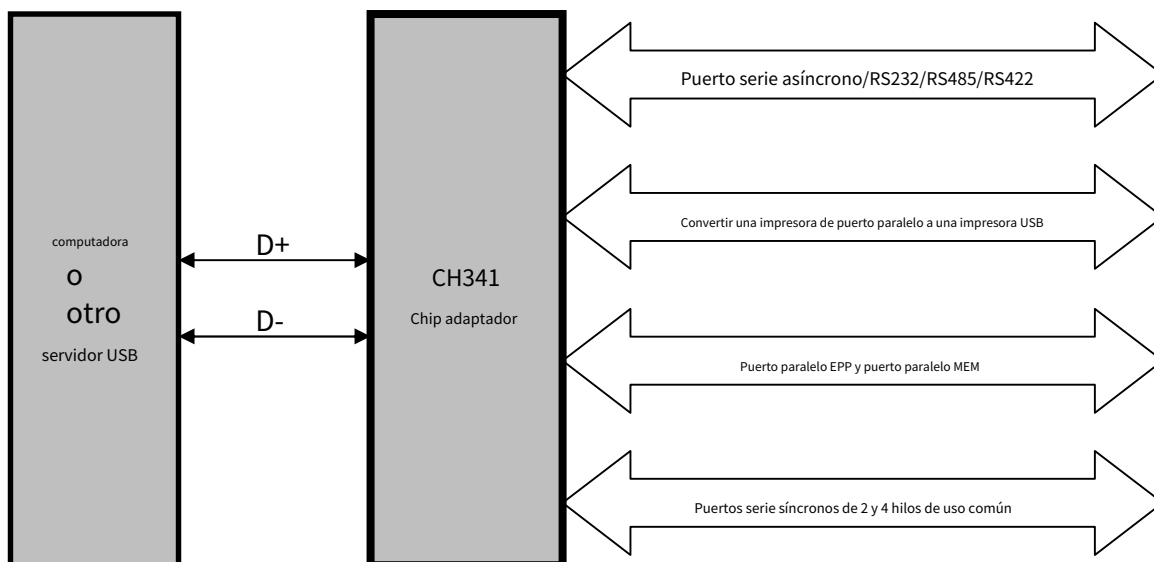 computadora
o
otro
servidor USB
D+
D-
CH341
Chip adaptador
Puerto serie asíncrono/RS232/RS485/RS422
Convertir una impresora de puerto paralelo a una impresora USB
Puerto paralelo EPP y puerto paralelo MEM
Puertos serie síncronos de 2 y 4 hilos de uso común